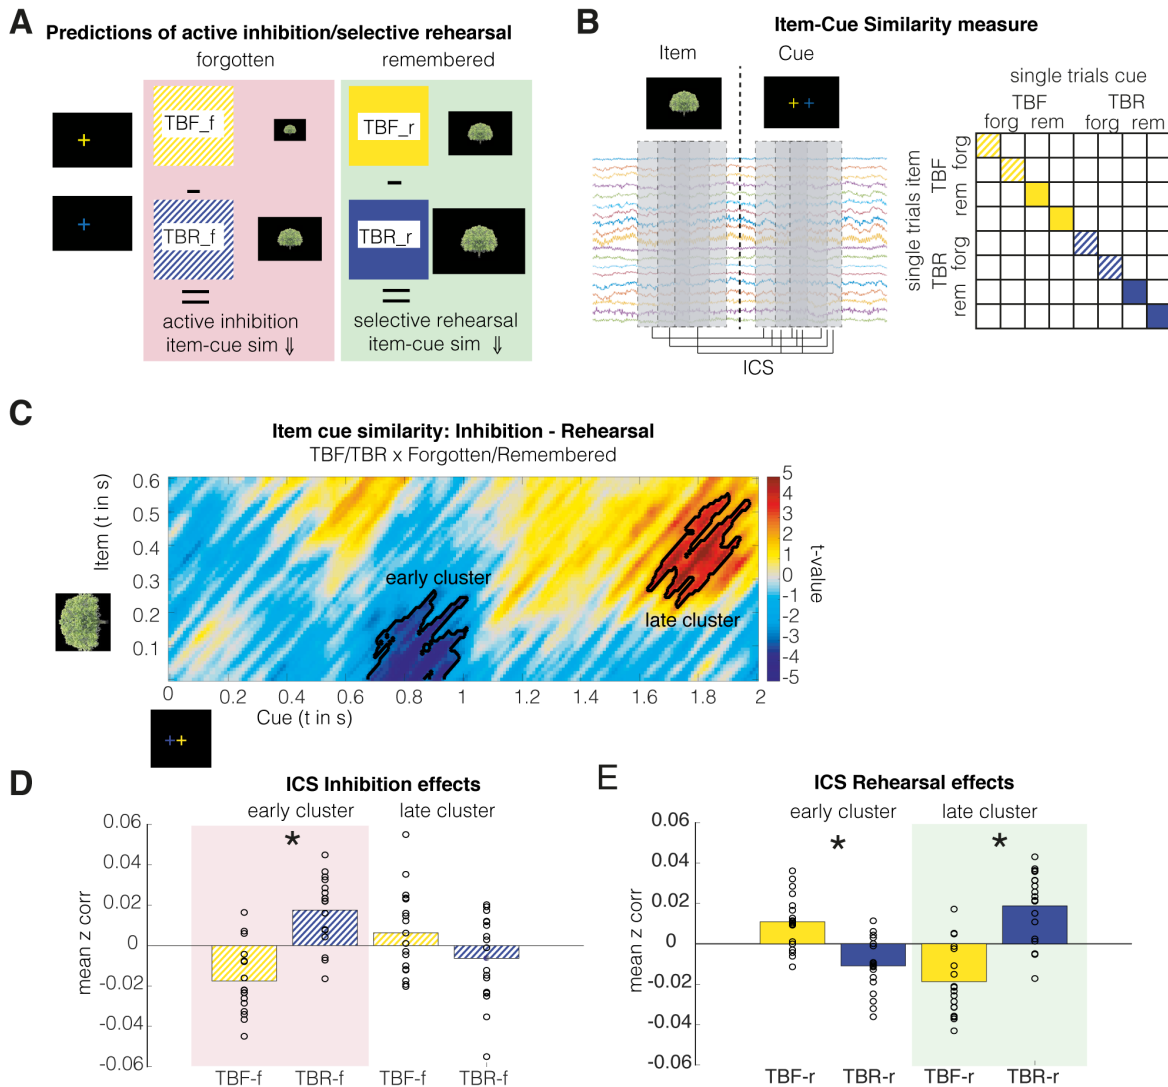 A
Predictions of active inhibition/selective rehearsal
forgotten
remembered
TBF_f
TBF_r
-
-
TBR_f
TBR_r
=
=
active inhibition
item-cue sim ⇓
selective rehearsal
item-cue sim ⇓
B
Item-Cue Similarity measure
Item
Cue
ICS
single trials cue
TBF
TBR
forg
rem
forg
rem
single trials item
TBF
TBR
forg
rem
forg
rem
C
Item cue similarity: Inhibition - Rehearsal
TBF/TBR x Forgotten/Remembered
Item (t in s)
0.6
0.5
0.4
0.3
0.2
0.1
early cluster
late cluster
0
0.2
0.4
0.6
0.8
1
1.2
1.4
1.6
1.8
2
Cue (t in s)
5
4
3
2
1
0
-1
-2
-3
-4
-5
t-value
D
ICS Inhibition effects
early cluster
late cluster
*
mean z corr
0.06
0.04
0.02
0
-0.02
-0.04
-0.06
TBF-f
TBR-f
TBF-f
TBR-f
E
ICS Rehearsal effects
early cluster
late cluster
*
*
mean z corr
0.06
0.04
0.02
0
-0.02
-0.04
-0.06
TBF-r
TBR-r
TBF-r
TBR-r